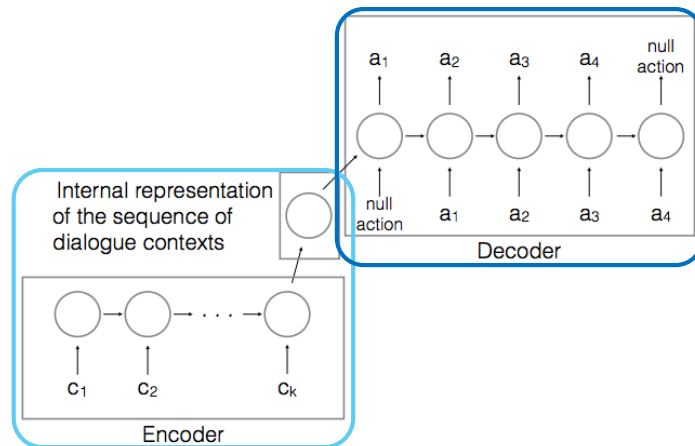 a1 a2 a3 a4 null action
null action a1 a2 a3 a4
Decoder
Internal representation
of the sequence of
dialogue contexts
. . .
c1 c2 ck
Encoder